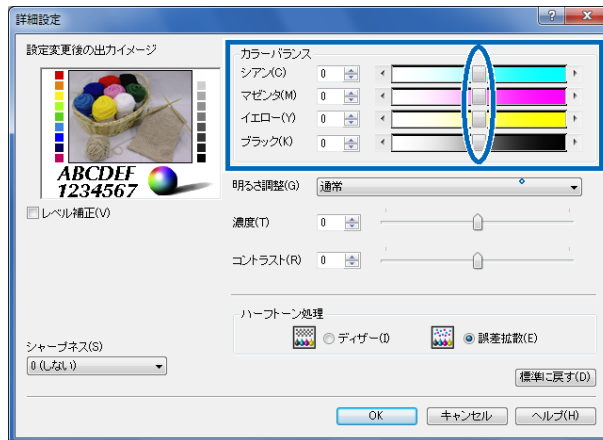 詳細設定
設定変更後の出力イメージ
ABCDEF
1234567
レベル補正(V)
シャープネス(S)
0 (しない)
カラーバランス
シアン(C) 0
マゼンタ(M) 0
イエロー(Y) 0
ブラック(K) 0
明るさ調整(G) 通常
濃度(T) 0
コントラスト(R) 0
ハーフトーン処理
ディザー(I) 誤差拡散(E)
標準に戻す(D)
OK キャンセル ヘルプ(H)